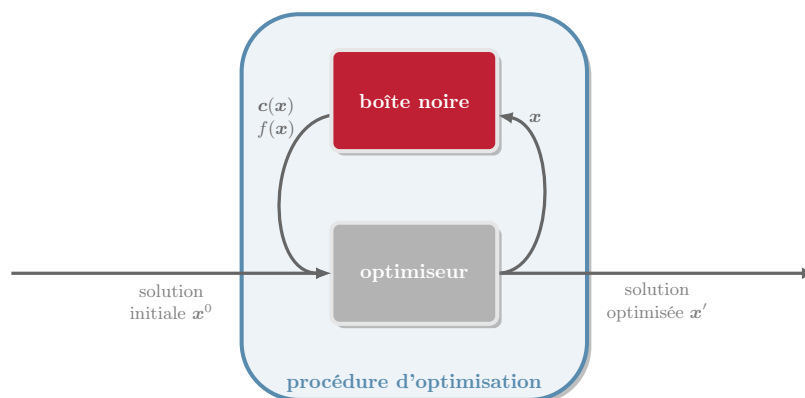 boîte noire
c(x)
f(x)
x
optimiseur
solution
initiale x⁰
solution
optimisée x′
procédure d'optimisation